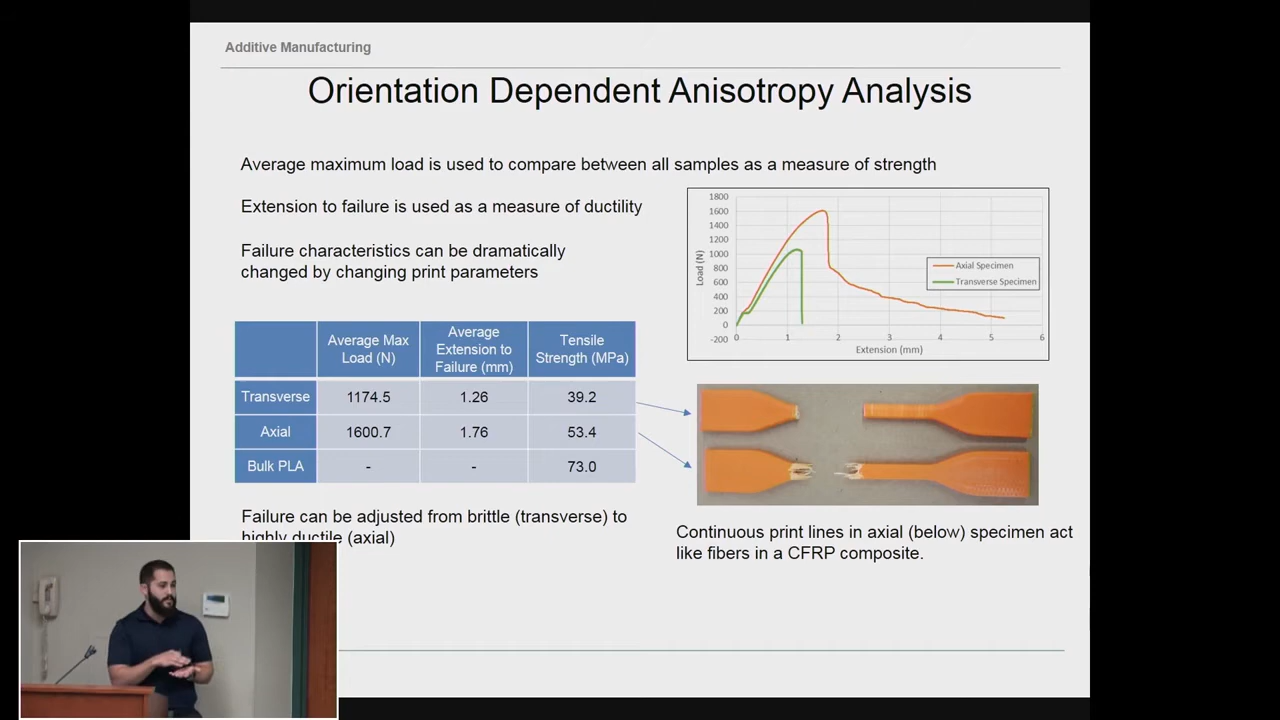 Additive Manufacturing
Orientation Dependent Anisotropy Analysis
Average maximum load is used to compare between all samples as a measure of strength
Extension to failure is used as a measure of ductility
Failure characteristics can be dramatically
changed by changing print parameters
1800
1600
1400
1200
1000
800
600
400
200
0
-200
Load (N)
0 1 2 3 4 5 6
Extension (mm)
Axial Specimen
Transverse Specimen
Average Max Load (N) Average Extension to Failure (mm) Tensile Strength (MPa)
Transverse 1174.5 1.26 39.2
Axial 1600.7 1.76 53.4
Bulk PLA - - 73.0
Failure can be adjusted from brittle (transverse) to
highly ductile (axial)
Continuous print lines in axial (below) specimen act
like fibers in a CFRP composite.